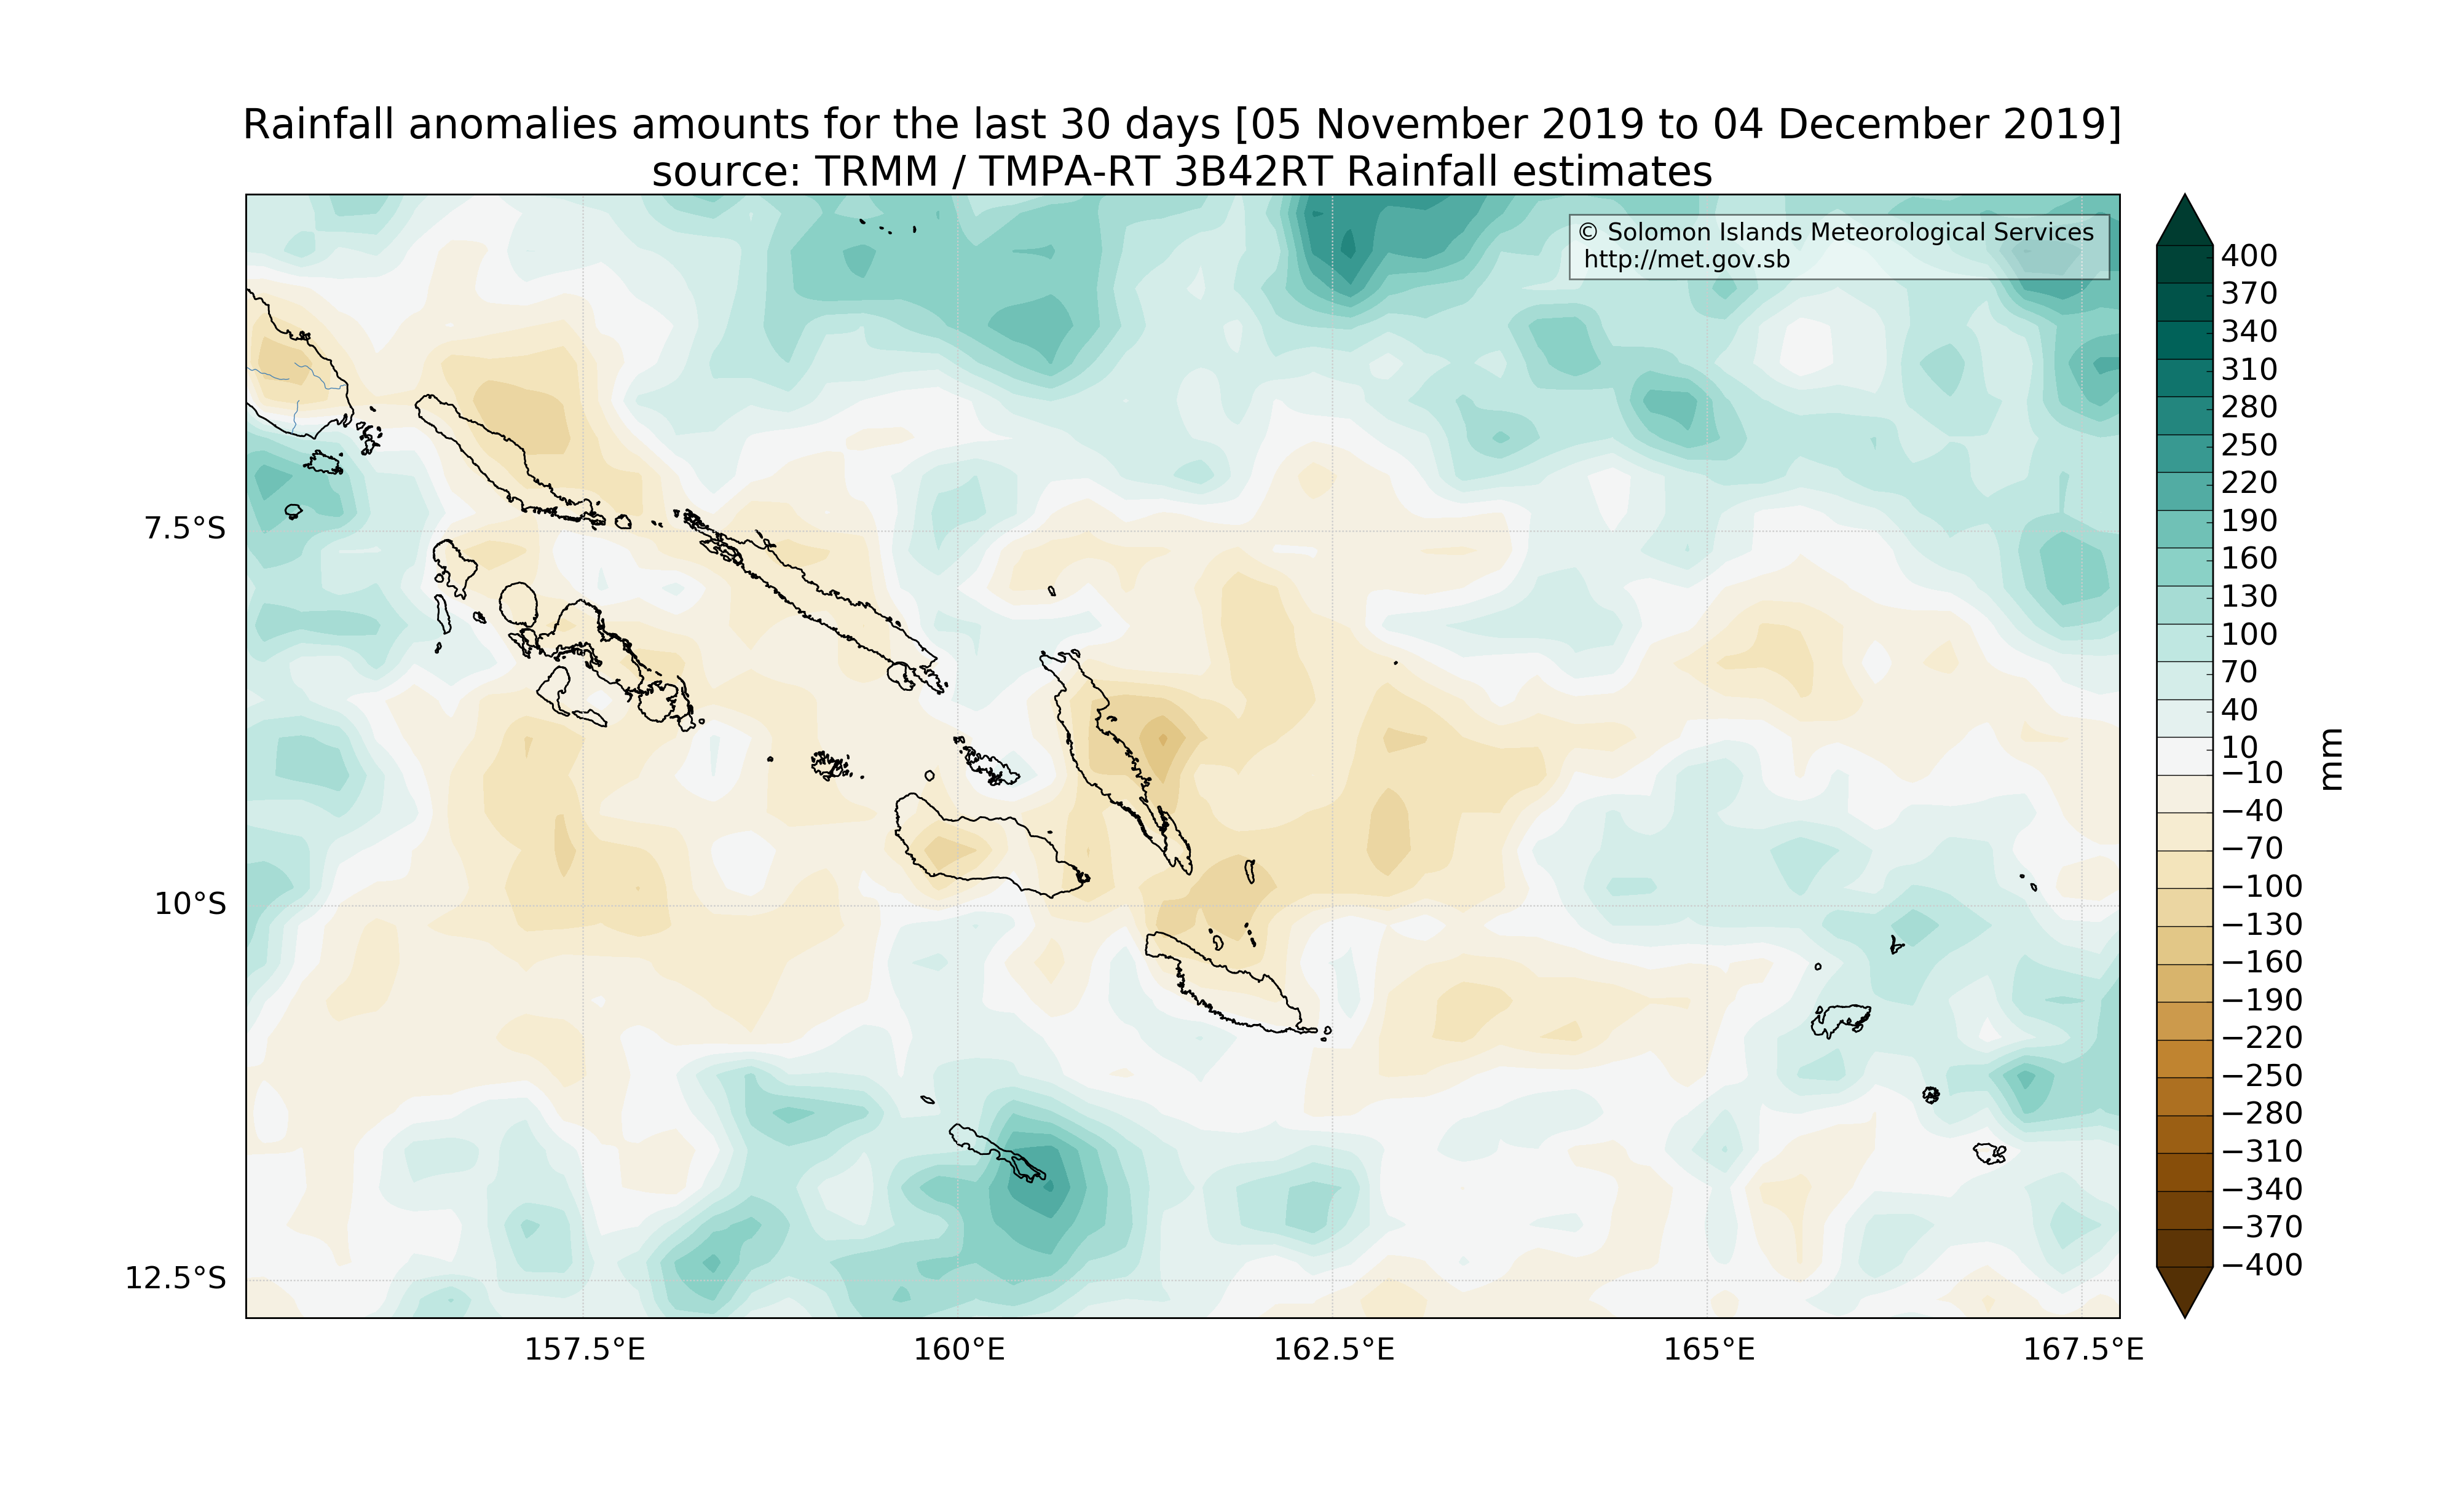 Rainfall anomalies amounts for the last 30 days [05 November 2019 to 04 December 2019]
source: TRMM / TMPA-RT 3B42RT Rainfall estimates
© Solomon Islands Meteorological Services
http://met.gov.sb
7.5°S
10°S
12.5°S
157.5°E
160°E
162.5°E
165°E
167.5°E
400
370
340
310
280
250
220
190
160
130
100
70
40
10
−10
−40
−70
−100
−130
−160
−190
−220
−250
−280
−310
−340
−370
−400
mm